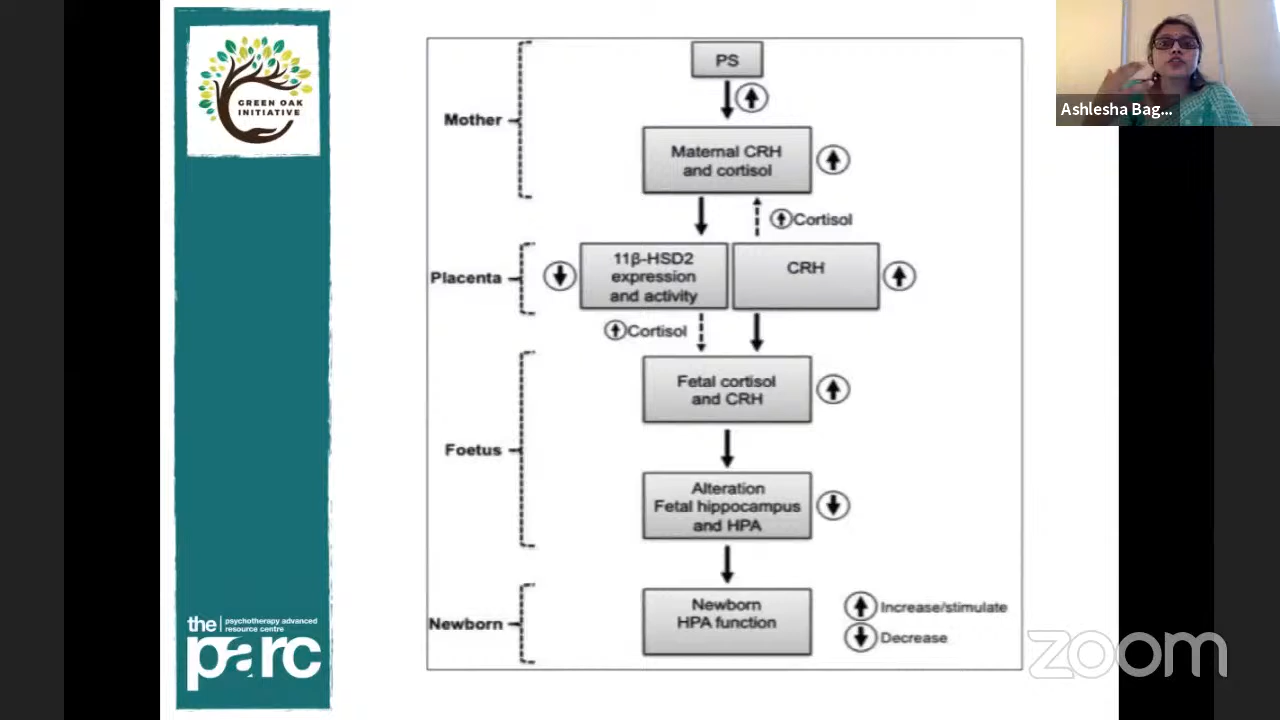 GREEN OAK
INITIATIVE
Ashlesha Bag...
PS
Mother
Maternal CRH
and cortisol
Cortisol
Placenta
11β-HSD2
expression
and activity
CRH
Cortisol
Fetal cortisol
and CRH
Foetus
Alteration
Fetal hippocampus
and HPA
Newborn
Newborn
HPA function
Increase/stimulate
Decrease
the | psychotherapy advanced
resource centre
parc
zoom